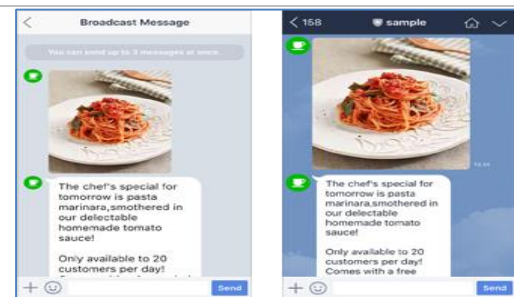 Broadcast Message
You can send up to 3 messages at once.
The chef's special for
tomorrow is pasta
marinara,smothered in
our delectable
homemade tomato
sauce!
Only available to 20
customers per day!
Send
158
sample
The chef's special for
tomorrow is pasta
marinara,smothered in
our delectable
homemade tomato
sauce!
Only available to 20
customers per day!
Comes with a free
Send